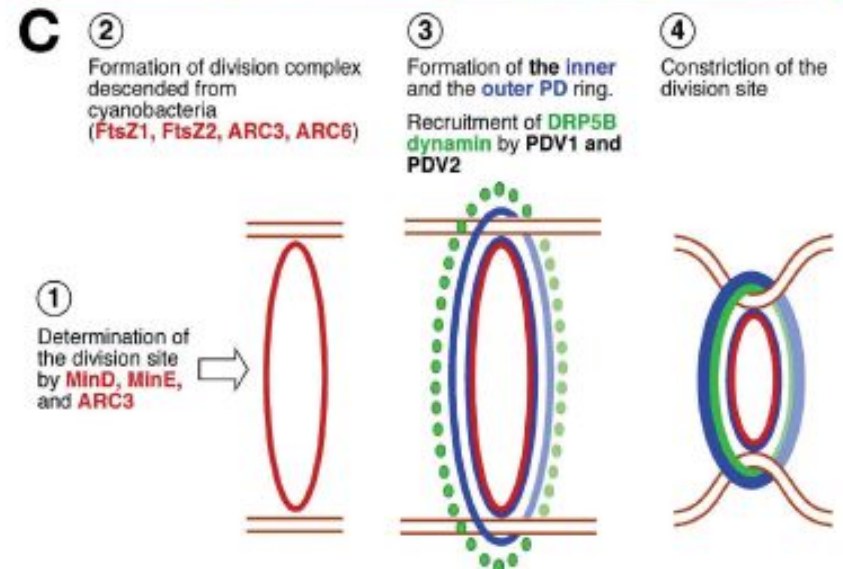 C
①
Determination of
the division site
by MinD, MinE,
and ARC3
②
Formation of division complex
descended from
cyanobacteria
(FtsZ1, FtsZ2, ARC3, ARC6)
③
Formation of the inner
and the outer PD ring.
Recruitment of DRP5B
dynamin by PDV1 and
PDV2
④
Constriction of the
division site